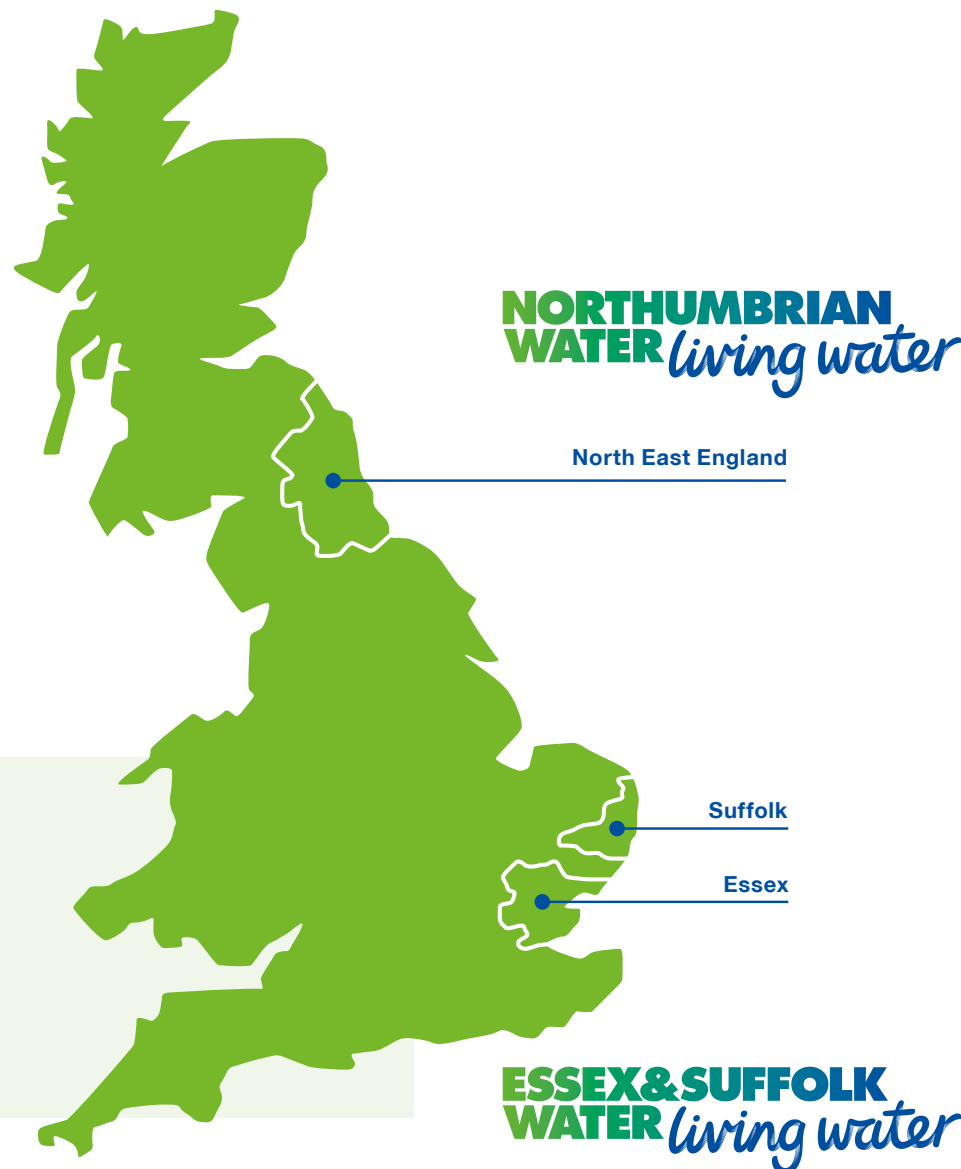 NORTHUMBRIAN
WATER living water
North East England
Suffolk
Essex
ESSEX&SUFFOLK
WATER living water